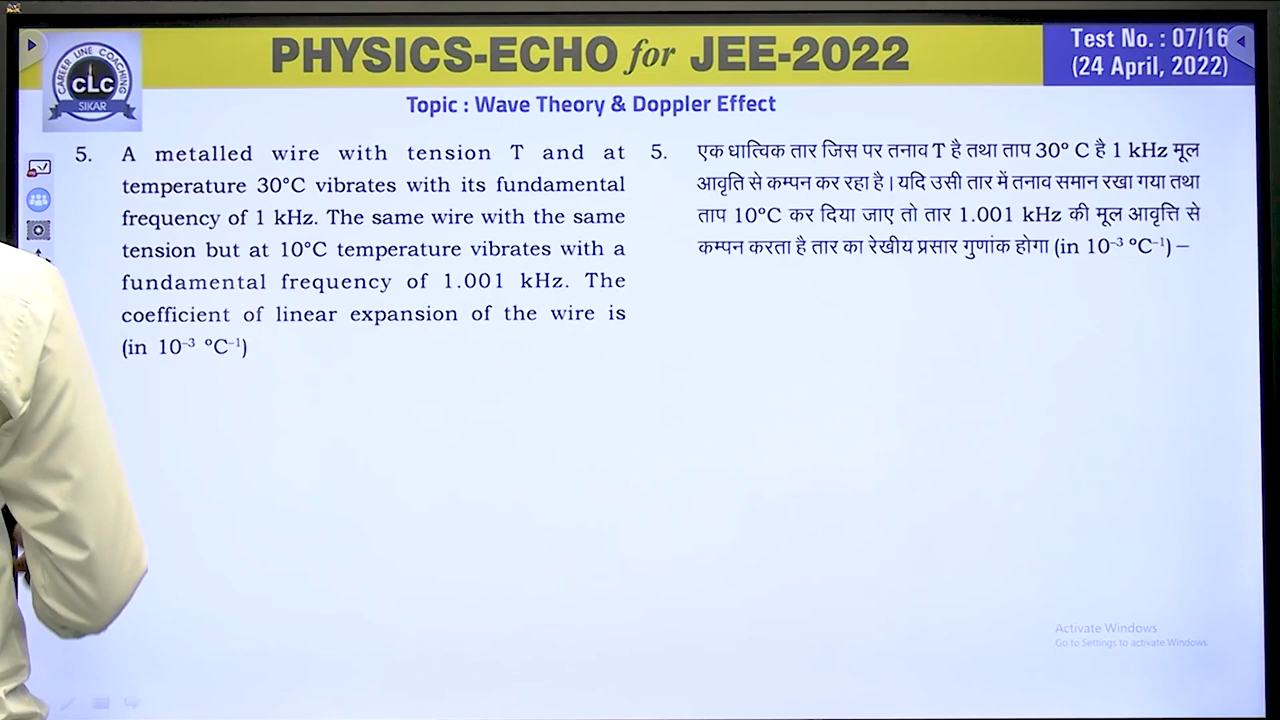 PHYSICS-ECHO for JEE-2022
Test No. : 07/16
(24 April, 2022)
CAREER LINE COACHING
CLC
SIKAR
Topic : Wave Theory & Doppler Effect
5. A metalled wire with tension T and at
temperature 30°C vibrates with its fundamental
frequency of 1 kHz. The same wire with the same
tension but at 10°C temperature vibrates with a
fundamental frequency of 1.001 kHz. The
coefficient of linear expansion of the wire is
(in 10⁻³ °C⁻¹)
5. एक धात्विक तार जिस पर तनाव T है तथा ताप 30° C है 1 kHz मूल
आवृति से कम्पन कर रहा है। यदि उसी तार में तनाव समान रखा गया तथा
ताप 10°C कर दिया जाए तो तार 1.001 kHz की मूल आवृत्ति से
कम्पन करता है तार का रेखीय प्रसार गुणांक होगा (in 10⁻³ °C⁻¹) –
Activate Windows
Go to Settings to activate Windows.